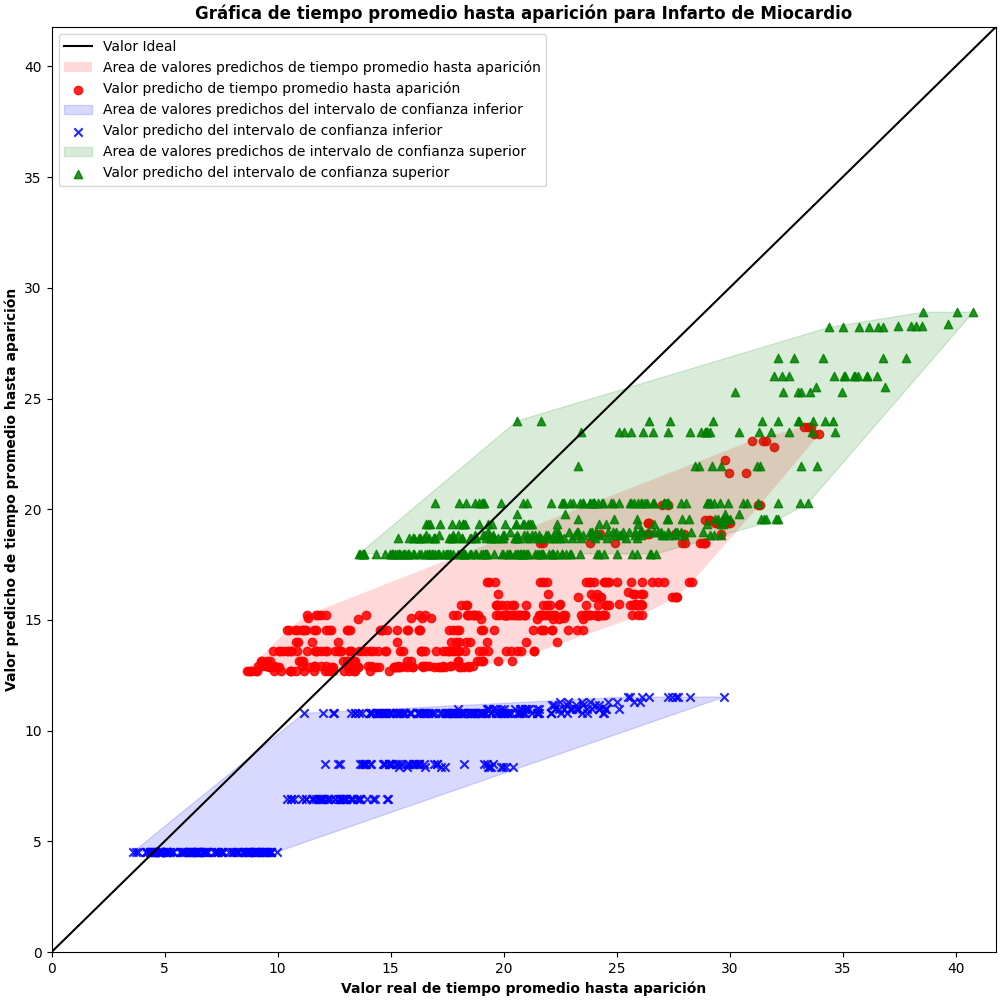 Gráfica de tiempo promedio hasta aparición para Infarto de Miocardio
Valor Ideal
Area de valores predichos de tiempo promedio hasta aparición
Valor predicho de tiempo promedio hasta aparición
Area de valores predichos del intervalo de confianza inferior
Valor predicho del intervalo de confianza inferior
Area de valores predichos de intervalo de confianza superior
Valor predicho del intervalo de confianza superior
Valor predicho de tiempo promedio hasta aparición
40
35
30
25
20
15
10
5
0
0 5 10 15 20 25 30 35 40
Valor real de tiempo promedio hasta aparición